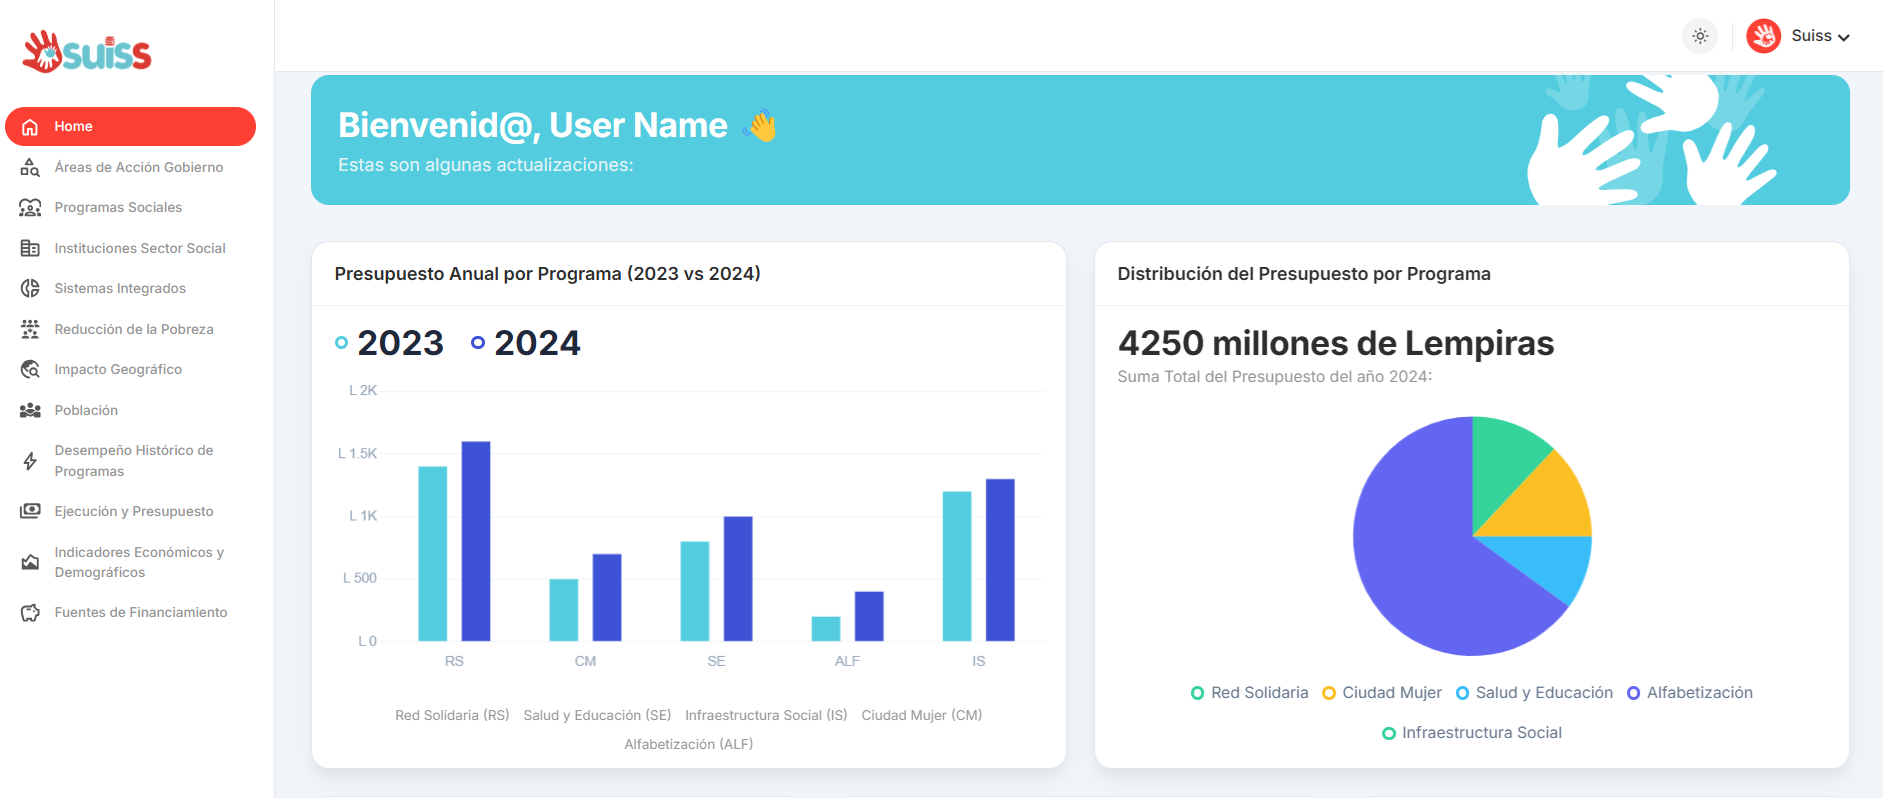 suiss
Suiss
Home
Áreas de Acción Gobierno
Programas Sociales
Instituciones Sector Social
Sistemas Integrados
Reducción de la Pobreza
Impacto Geográfico
Población
Desempeño Histórico de
Programas
Ejecución y Presupuesto
Indicadores Económicos y
Demográficos
Fuentes de Financiamiento
Bienvenid@, User Name 👋
Estas son algunas actualizaciones:
Presupuesto Anual por Programa (2023 vs 2024)
2023 2024
L 2K
L 1.5K
L 1K
L 500
L 0
RS CM SE ALF IS
Red Solidaria (RS) Salud y Educación (SE) Infraestructura Social (IS) Ciudad Mujer (CM)
Alfabetización (ALF)
Distribución del Presupuesto por Programa
4250 millones de Lempiras
Suma Total del Presupuesto del año 2024:
Red Solidaria Ciudad Mujer Salud y Educación Alfabetización
Infraestructura Social